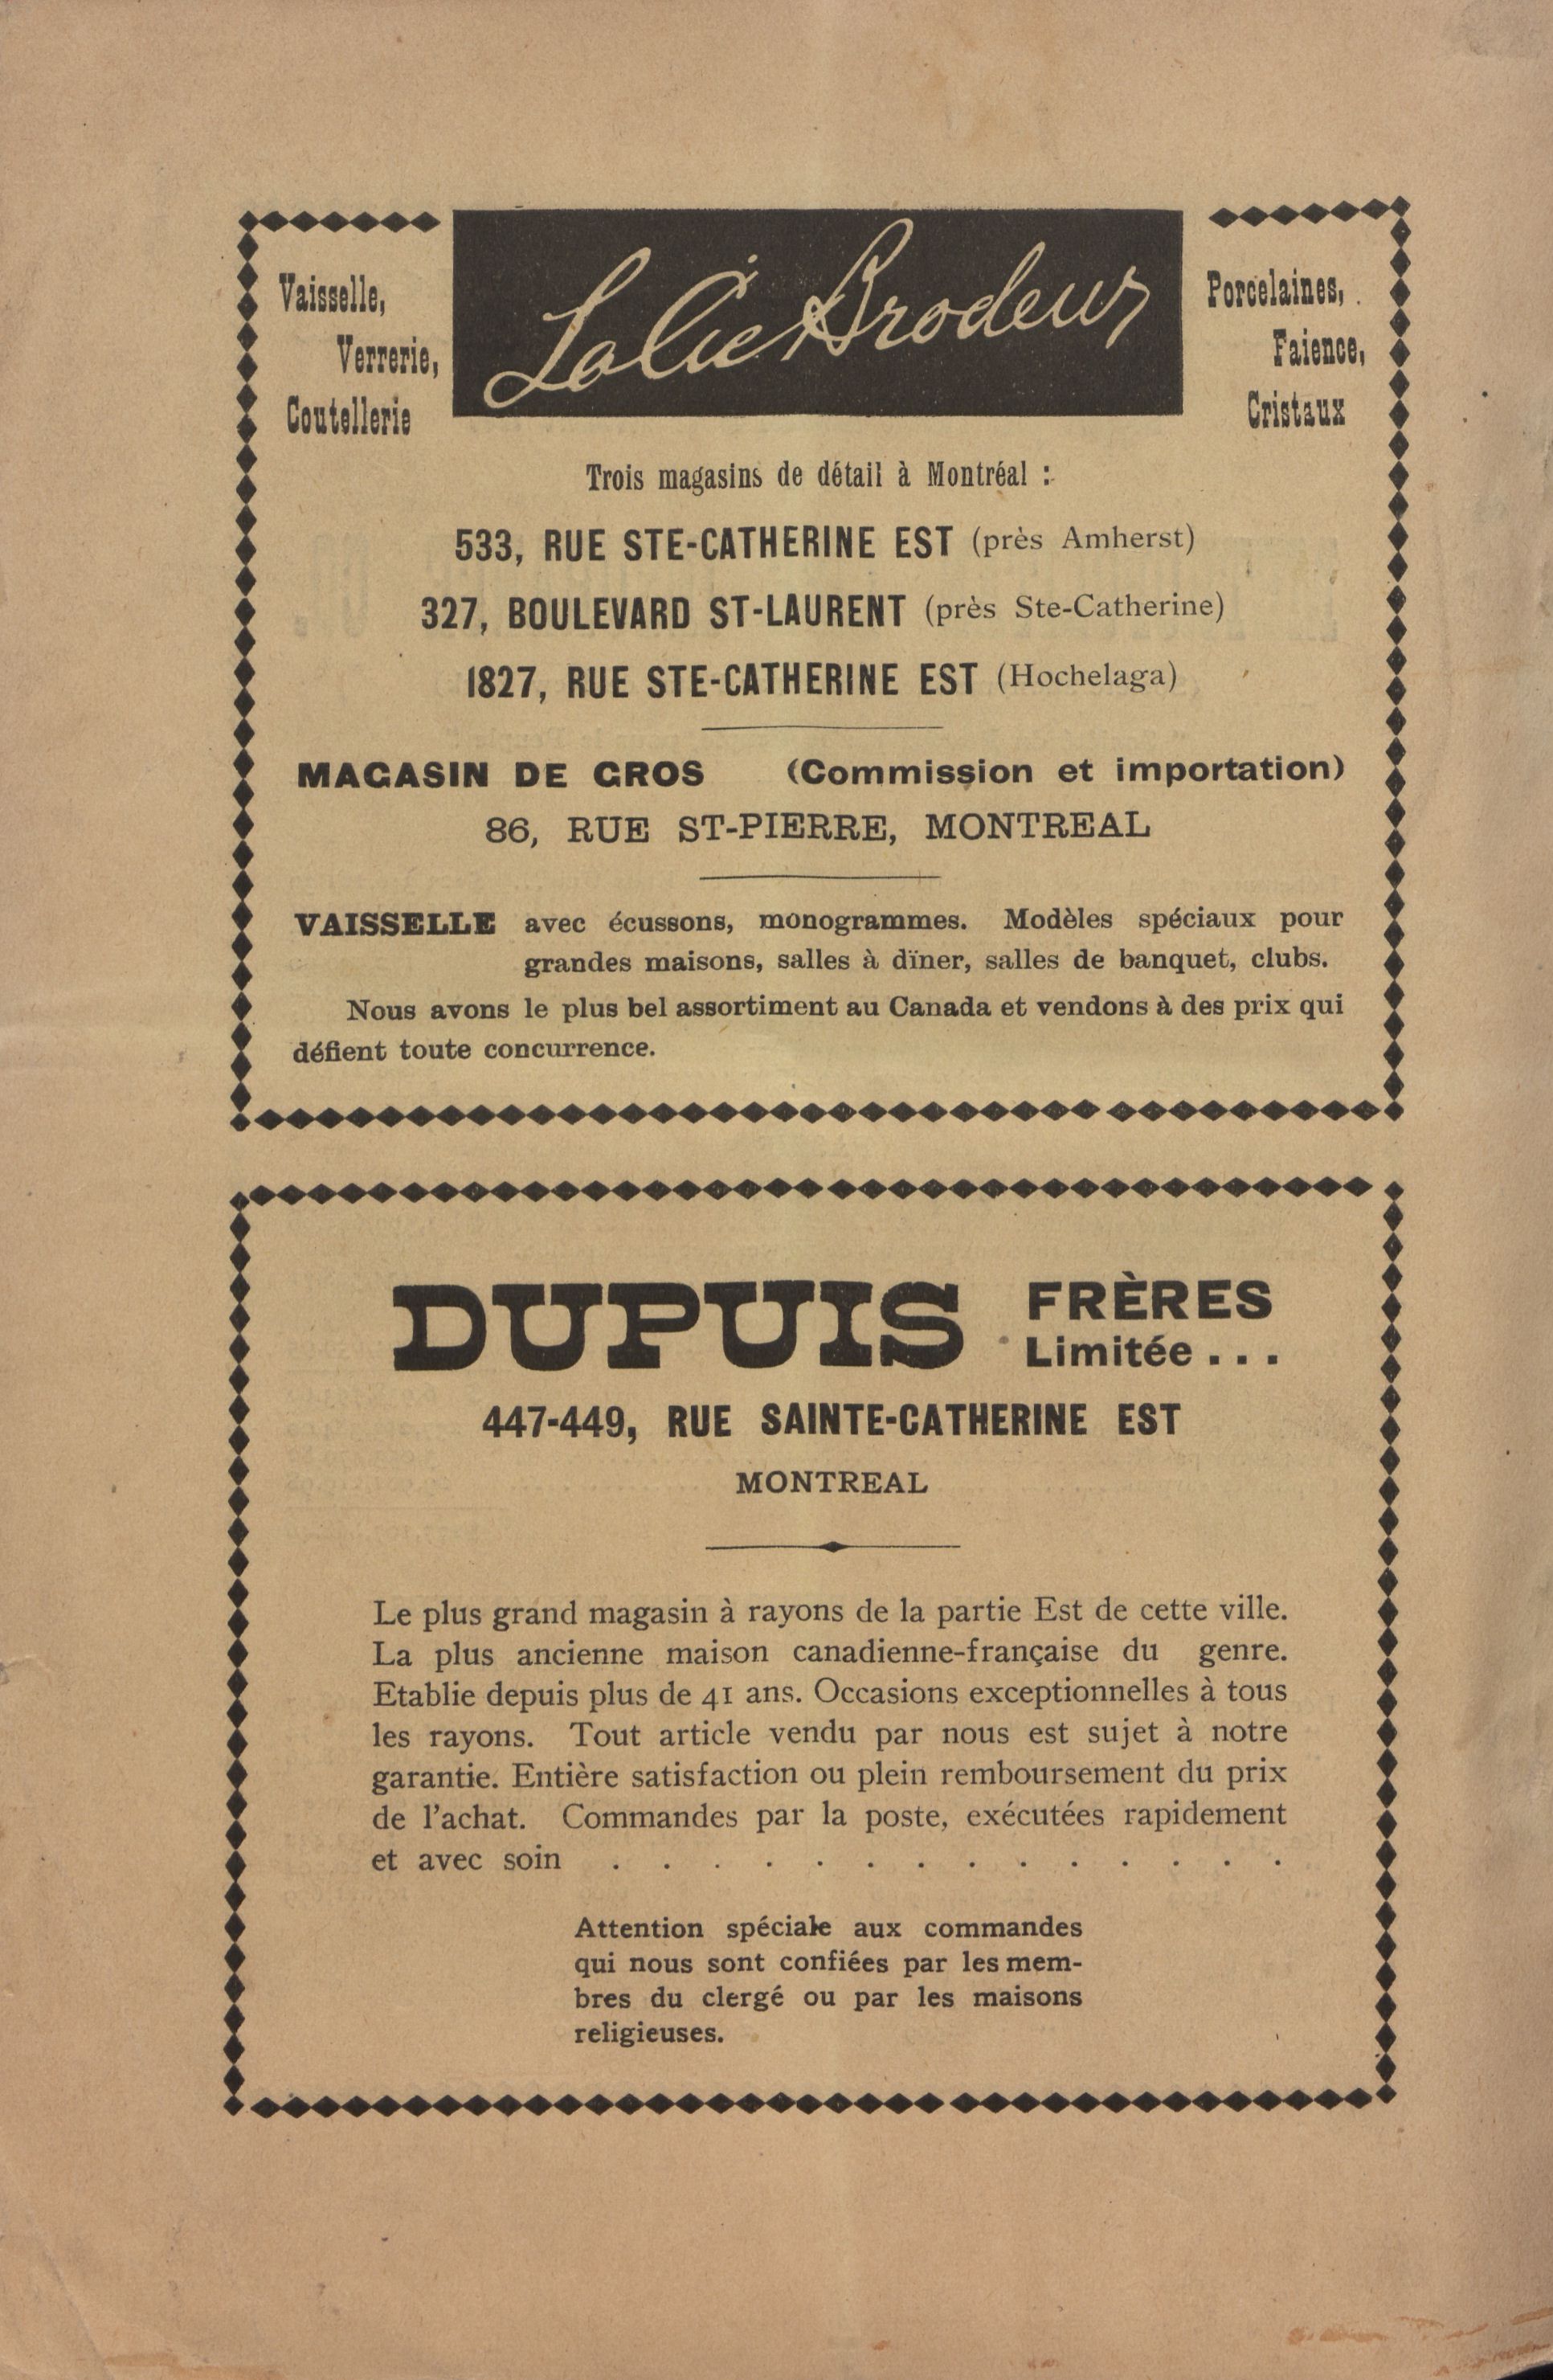 Vaisselle,
Verrerie,
Coutellerie
La Cie Brodeur
Porcelaines,
Faience,
Cristaux
Trois magasins de détail à Montréal :
533, RUE STE-CATHERINE EST (près Amherst)
327, BOULEVARD ST-LAURENT (près Ste-Catherine)
1827, RUE STE-CATHERINE EST (Hochelaga)
MAGASIN DE GROS (Commission et importation)
86, RUE ST-PIERRE, MONTREAL
VAISSELLE avec écussons, monogrammes. Modèles spéciaux pour
grandes maisons, salles à dïner, salles de banquet, clubs.
Nous avons le plus bel assortiment au Canada et vendons à des prix qui
défient toute concurrence.
DUPUIS FRÈRES
Limitée . . .
447-449, RUE SAINTE-CATHERINE EST
MONTREAL
Le plus grand magasin à rayons de la partie Est de cette ville.
La plus ancienne maison canadienne-française du genre.
Etablie depuis plus de 41 ans. Occasions exceptionnelles à tous
les rayons. Tout article vendu par nous est sujet à notre
garantie. Entière satisfaction ou plein remboursement du prix
de l'achat. Commandes par la poste, exécutées rapidement
et avec soin . . . . . . . . . . . . . .
Attention spéciale aux commandes
qui nous sont confiées par les mem-
bres du clergé ou par les maisons
religieuses.